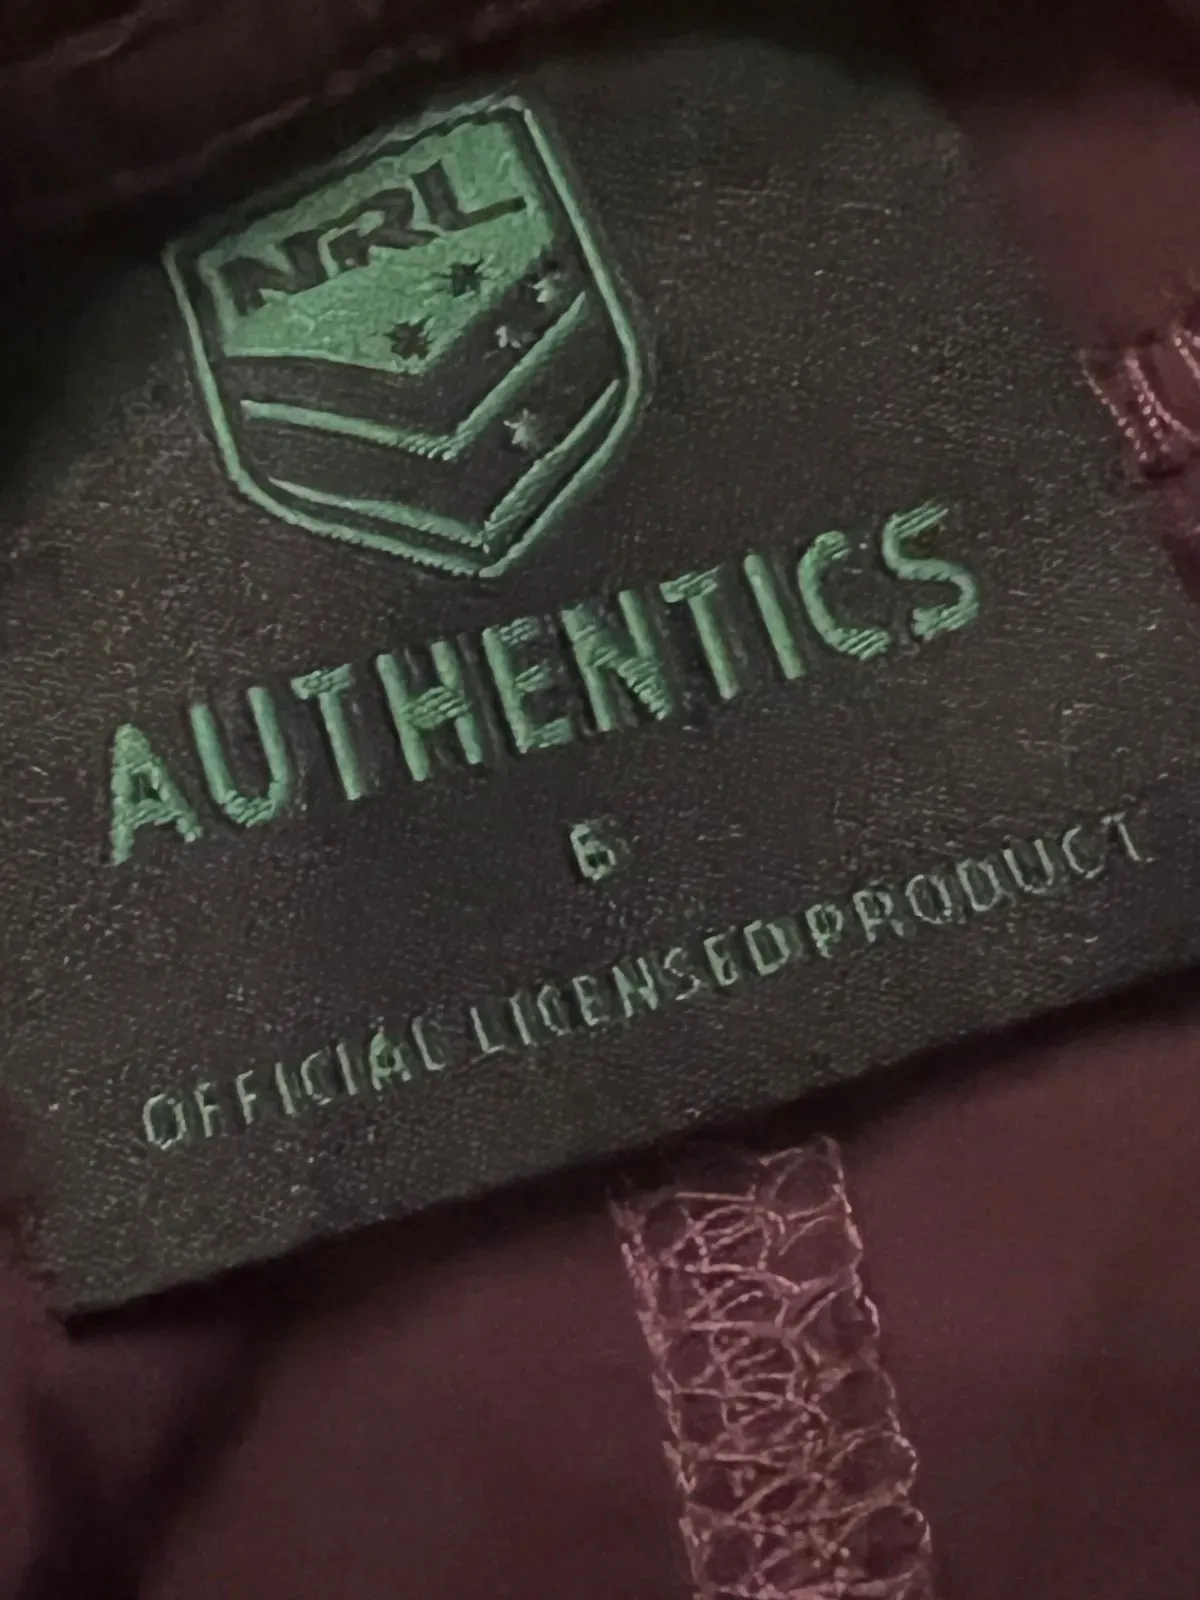 NRL
AUTHENTICS
6
OFFICIAL LICENSED PRODUCT